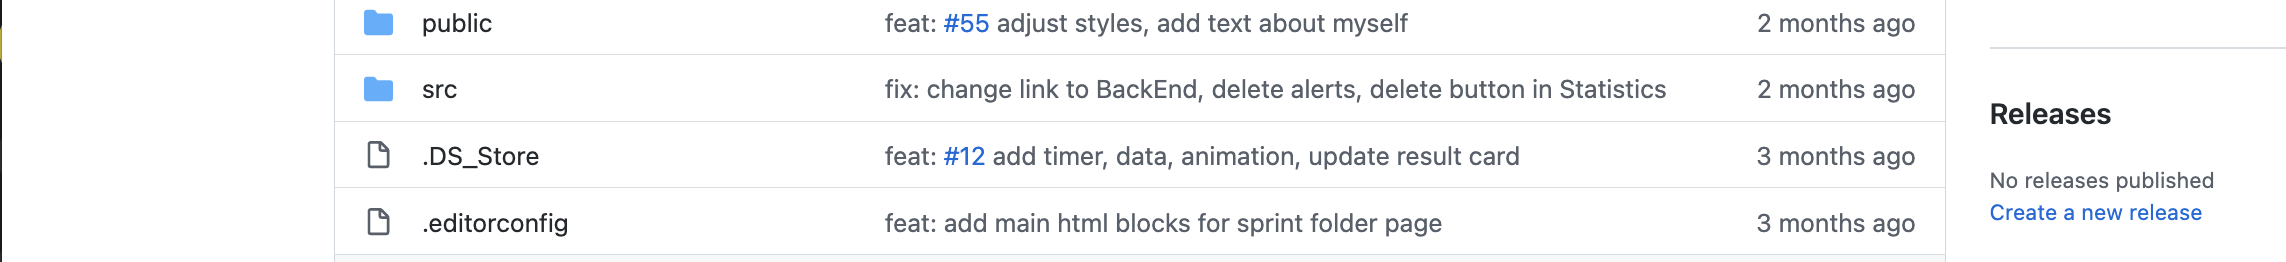 public feat: #55 adjust styles, add text about myself 2 months ago
src fix: change link to BackEnd, delete alerts, delete button in Statistics 2 months ago
.DS_Store feat: #12 add timer, data, animation, update result card 3 months ago
.editorconfig feat: add main html blocks for sprint folder page 3 months ago
Releases
No releases published
Create a new release